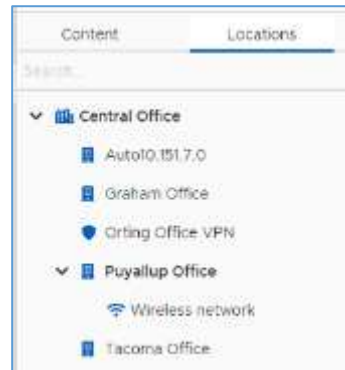 Content Locations
Search...
Central Office
Auto10.151.7.0
Graham Office
Orting Office VPN
Puyallup Office
Wireless network
Tacoma Office